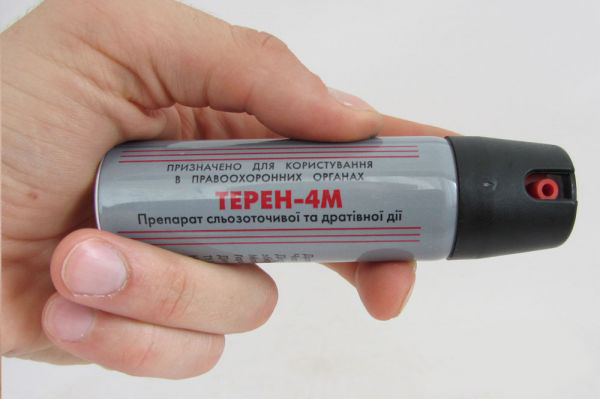 ПРИЗНАЧЕНО ДЛЯ КОРИСТУВАННЯ
В ПРАВООХОРОННИХ ОРГАНАХ
ТЕРЕН-4М
Препарат сльозоточивої та дратівної дії